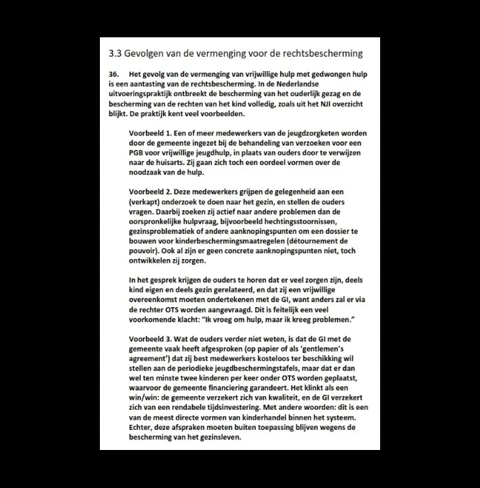 3.3 Gevolgen van de vermenging voor de rechtsbescherming
36. Het gevolg van de vermenging van vrijwillige hulp met gedwongen hulp
is een aantasting van de rechtsbescherming. In de Nederlandse
uitvoeringspraktijk ontbreekt de bescherming van het ouderlijk gezag en de
bescherming van de rechten van het kind volledig, zoals uit het NJI overzicht
blijkt. De praktijk kent veel voorbeelden.
Voorbeeld 1. Een of meer medewerkers van de jeugdzorgketen worden
door de gemeente ingezet bij de behandeling van verzoeken voor een
PGB voor vrijwillige jeugdhulp, in plaats van ouders door te verwijzen
naar de huisarts. Zij gaan zich toch een oordeel vormen over de
noodzaak van de hulp.
Voorbeeld 2. Deze medewerkers grijpen de gelegenheid aan een
(verkapt) onderzoek te doen naar het gezin, en stellen de ouders
vragen. Daarbij zoeken zij actief naar andere problemen dan de
oorspronkelijke hulpvraag, bijvoorbeeld hechtingsstoornissen,
gezinsproblematiek of andere aanknopingspunten om een dossier te
bouwen voor kinderbeschermingsmaatregelen (détournement de
pouvoir). Ook al zijn er geen concrete aanknopingspunten niet, toch
ontwikkelen zij zorgen.
In het gesprek krijgen de ouders te horen dat er veel zorgen zijn, deels
kind eigen en deels gezin gerelateerd, en dat zij een vrijwillige
overeenkomst moeten ondertekenen met de GI, want anders zal er via
de rechter OTS worden aangevraagd. Dit is feitelijk een veel
voorkomende klacht: "Ik vroeg om hulp, maar ik kreeg problemen."
Voorbeeld 3. Wat de ouders verder niet weten, is dat de GI met de
gemeente vaak heeft afgesproken (op papier of als 'gentlemen's
agreement') dat zij best medewerkers kosteloos ter beschikking wil
stellen aan de periodieke jeugdbeschermingstafels, maar dat er dan
wel ten minste twee kinderen per keer onder OTS worden geplaatst,
waarvoor de gemeente financiering garandeert. Het klinkt als een
win/win: de gemeente verzekert zich van kwaliteit, en de GI verzekert
zich van een rendabele tijdsinvestering. Met andere woorden: dit is een
van de meest directe vormen van kinderhandel binnen het systeem.
Echter, deze afspraken moeten buiten toepassing blijven wegens de
bescherming van het gezinsleven.